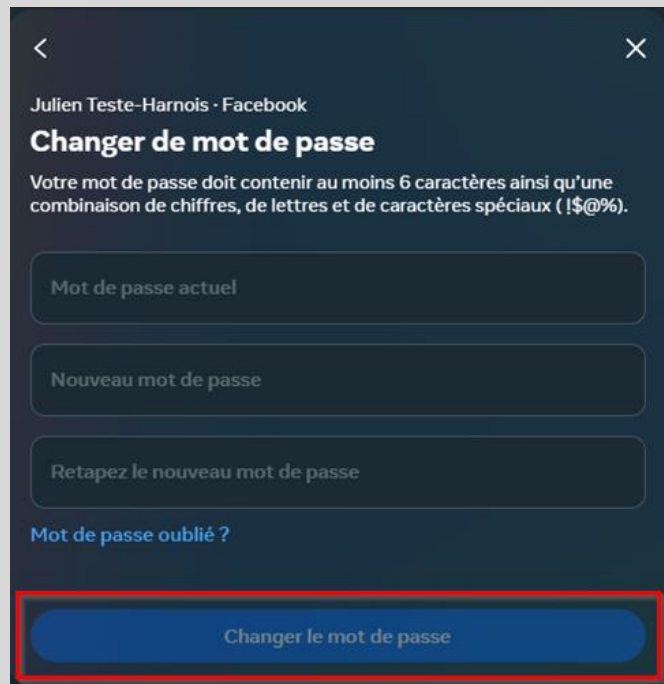 Julien Teste-Harnois · Facebook
Changer de mot de passe
Votre mot de passe doit contenir au moins 6 caractères ainsi qu'une
combinaison de chiffres, de lettres et de caractères spéciaux ( !$@%).
Mot de passe actuel
Nouveau mot de passe
Retapez le nouveau mot de passe
Mot de passe oublié ?
Changer le mot de passe